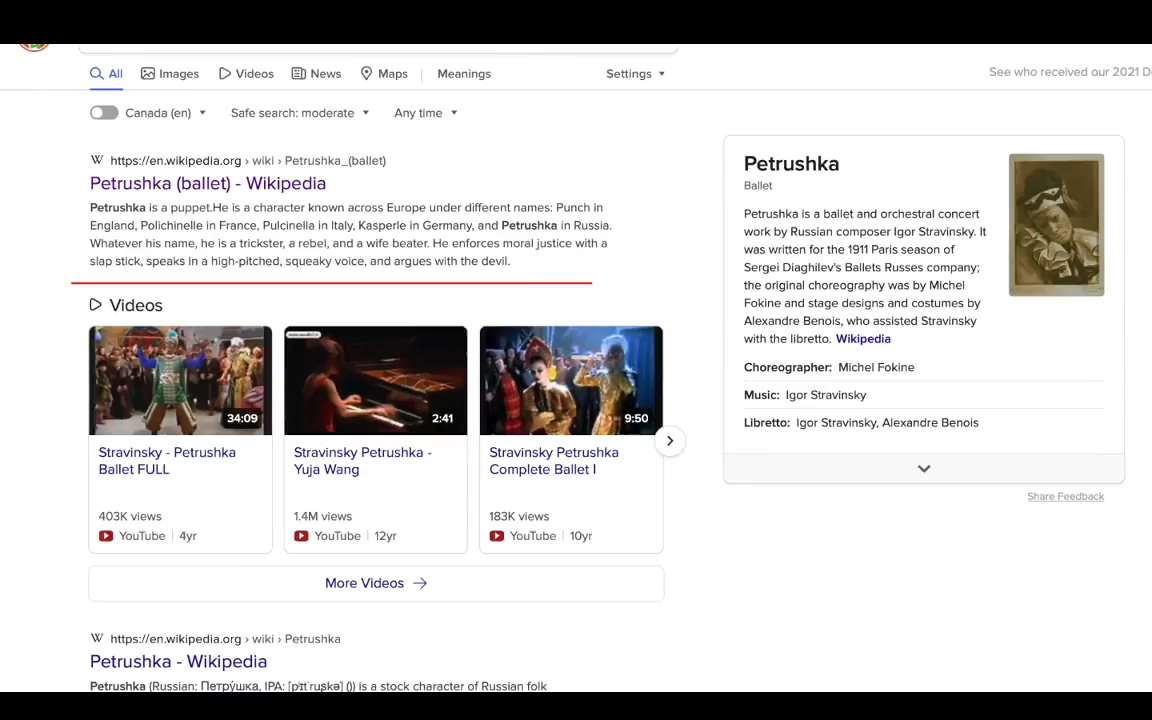 All Images Videos News Maps Meanings Settings
See who received our 2021 D
Canada (en) Safe search: moderate Any time
W https://en.wikipedia.org › wiki › Petrushka_(ballet)
Petrushka (ballet) - Wikipedia
Petrushka is a puppet.He is a character known across Europe under different names: Punch in
England, Polichinelle in France, Pulcinella in Italy, Kasperle in Germany, and Petrushka in Russia.
Whatever his name, he is a trickster, a rebel, and a wife beater. He enforces moral justice with a
slap stick, speaks in a high-pitched, squeaky voice, and argues with the devil.
Videos
34:09
2:41
9:50
Stravinsky - Petrushka
Ballet FULL
403K views
YouTube | 4yr
Stravinsky Petrushka -
Yuja Wang
1.4M views
YouTube | 12yr
Stravinsky Petrushka
Complete Ballet I
183K views
YouTube | 10yr
More Videos
W https://en.wikipedia.org › wiki › Petrushka
Petrushka - Wikipedia
Petrushka (Russian: Петру́шка, IPA: [pʲɪtˈruʂkə] ()) is a stock character of Russian folk
Petrushka
Ballet
Petrushka is a ballet and orchestral concert
work by Russian composer Igor Stravinsky. It
was written for the 1911 Paris season of
Sergei Diaghilev's Ballets Russes company;
the original choreography was by Michel
Fokine and stage designs and costumes by
Alexandre Benois, who assisted Stravinsky
with the libretto. Wikipedia
Choreographer: Michel Fokine
Music: Igor Stravinsky
Libretto: Igor Stravinsky, Alexandre Benois
Share Feedback